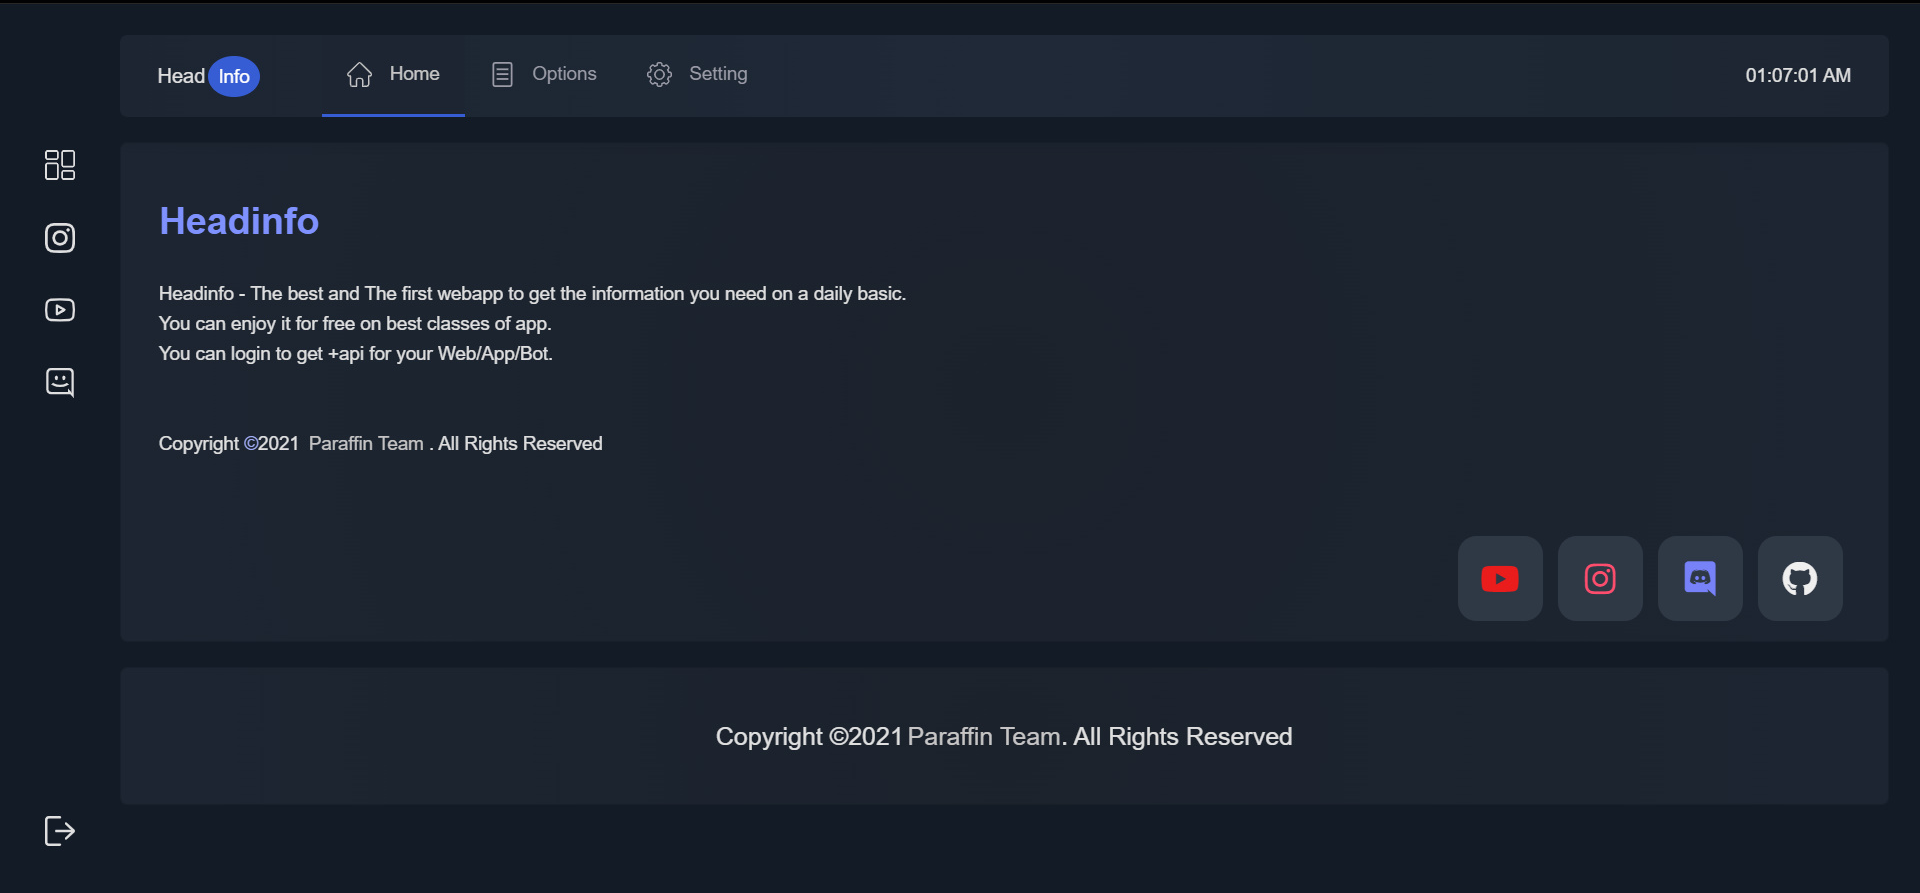 Head Info
Home
Options
Setting
01:07:01 AM
Headinfo
Headinfo - The best and The first webapp to get the information you need on a daily basic.
You can enjoy it for free on best classes of app.
You can login to get +api for your Web/App/Bot.
Copyright ©2021 Paraffin Team . All Rights Reserved
Copyright ©2021 Paraffin Team. All Rights Reserved